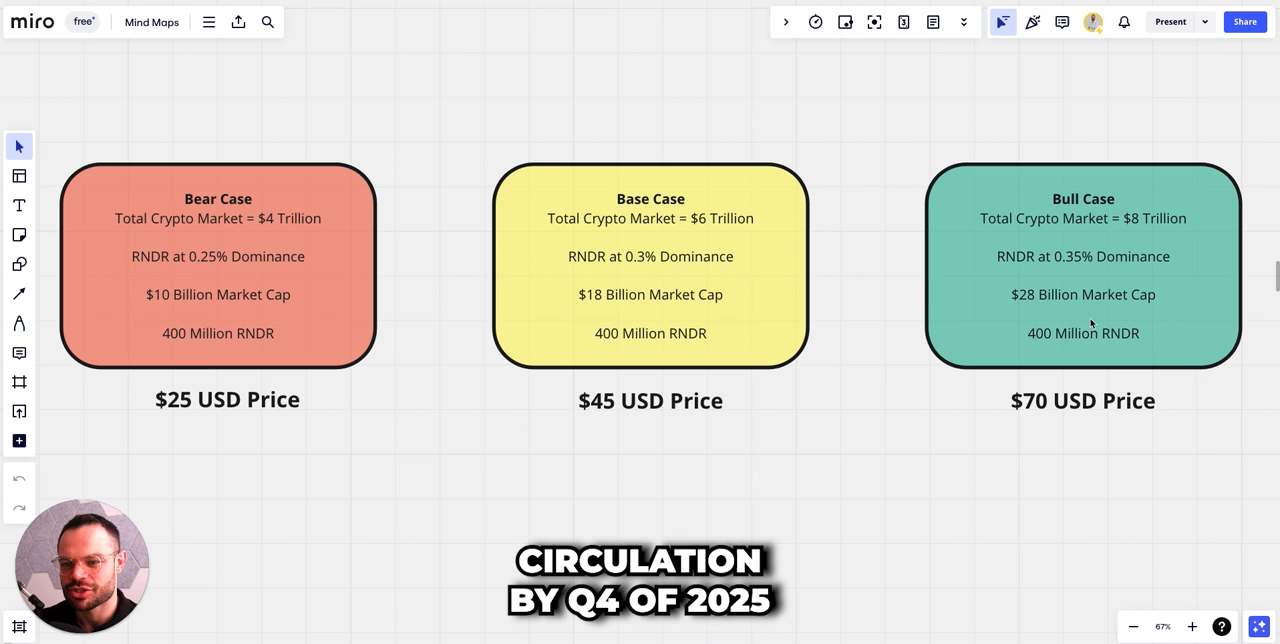 miro free Mind Maps
3
Present
Share
Bear Case
Total Crypto Market = $4 Trillion
RNDR at 0.25% Dominance
$10 Billion Market Cap
400 Million RNDR
$25 USD Price
Base Case
Total Crypto Market = $6 Trillion
RNDR at 0.3% Dominance
$18 Billion Market Cap
400 Million RNDR
$45 USD Price
Bull Case
Total Crypto Market = $8 Trillion
RNDR at 0.35% Dominance
$28 Billion Market Cap
400 Million RNDR
$70 USD Price
CIRCULATION
BY Q4 OF 2025
67%